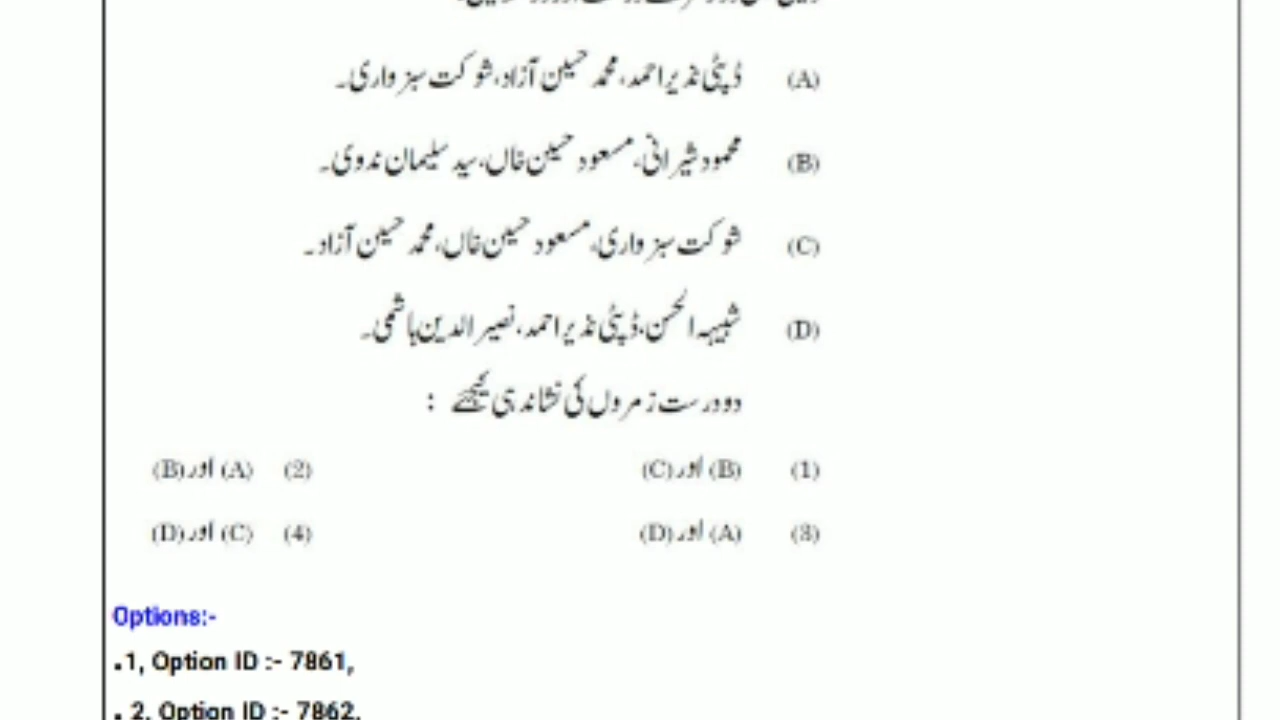 (A) ڈپٹی نذیر احمد، محمد حسین آزاد، شوکت سبزواری۔
(B) محمود شیرانی، مسعود حسین خاں، سید سلیمان ندوی۔
(C) شوکت سبزواری، مسعود حسین خاں، محمد حسین آزاد۔
(D) شبیہہ الحسن، ڈپٹی نذیر احمد، نصیر الدین ہاشمی۔
دو درست زمروں کی نشاندہی کیجئے :
(1) (B) اور (C) (2) (A) اور (B)
(3) (A) اور (D) (4) (C) اور (D)
Options:-
.1, Option ID :- 7861,
. 2, Option ID :- 7862,